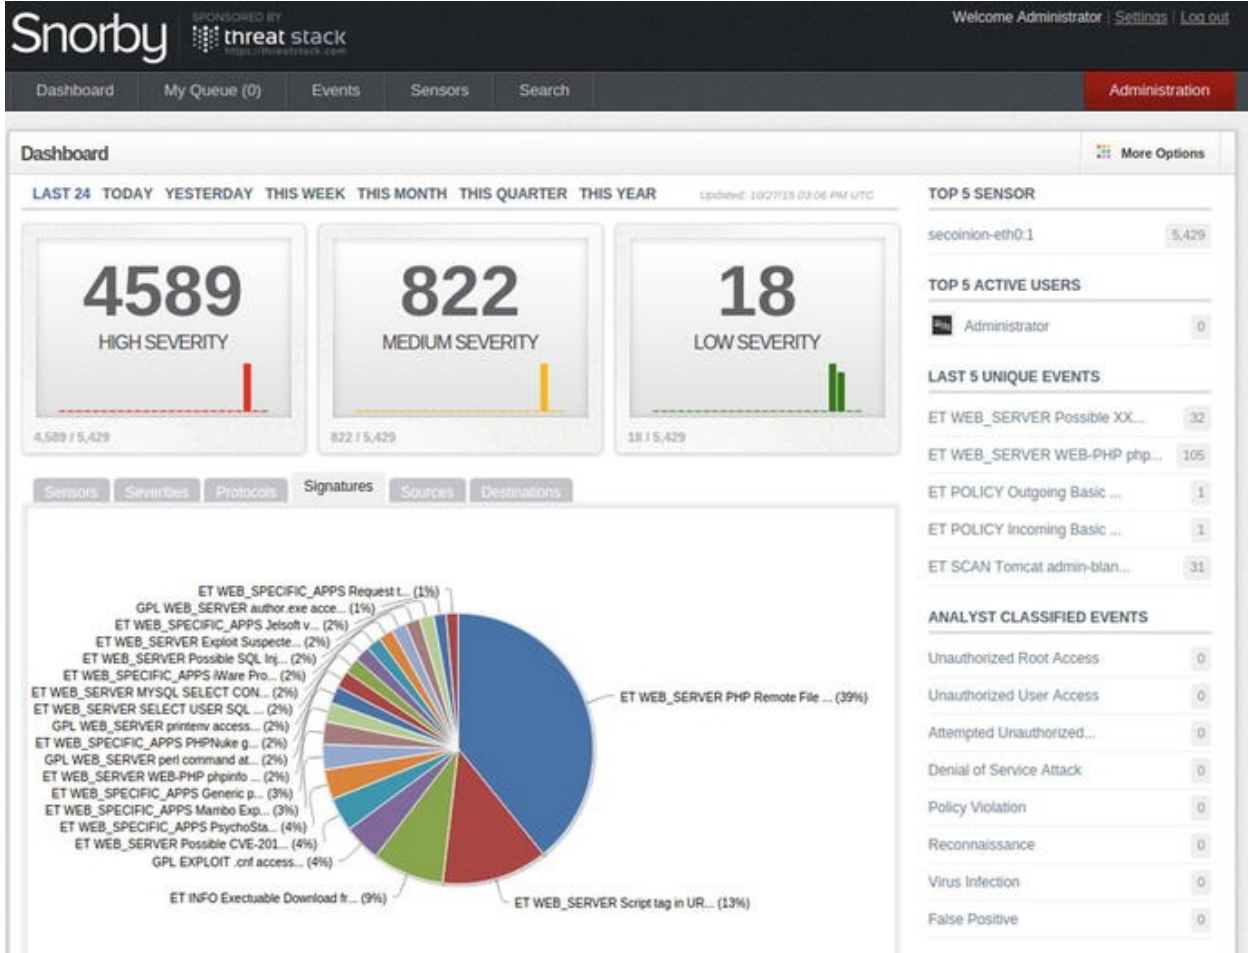 Snorby
SPONSORED BY
threat stack
https://threatstack.com
Welcome Administrator | Settings | Log out
Dashboard My Queue (0) Events Sensors Search Administration
Dashboard
More Options
LAST 24 TODAY YESTERDAY THIS WEEK THIS MONTH THIS QUARTER THIS YEAR
Updated: 10/27/15 03:06 PM UTC
4589
HIGH SEVERITY
4,589 / 5,429
822
MEDIUM SEVERITY
822 / 5,429
18
LOW SEVERITY
18 / 5,429
Sensors Severities Protocols Signatures Sources Destinations
ET WEB_SPECIFIC_APPS Request t... (1%)
GPL WEB_SERVER author.exe acce... (1%)
ET WEB_SPECIFIC_APPS Jelsoft v... (2%)
ET WEB_SERVER Exploit Suspecte... (2%)
ET WEB_SERVER Possible SQL Inj... (2%)
ET WEB_SPECIFIC_APPS iWare Pro... (2%)
ET WEB_SERVER MYSQL SELECT CON... (2%)
ET WEB_SERVER SELECT USER SQL ... (2%)
GPL WEB_SERVER printenv access... (2%)
ET WEB_SPECIFIC_APPS PHPNuke g... (2%)
GPL WEB_SERVER perl command at... (2%)
ET WEB_SERVER WEB-PHP phpinfo ... (2%)
ET WEB_SPECIFIC_APPS Generic p... (3%)
ET WEB_SPECIFIC_APPS Mambo Exp... (3%)
ET WEB_SPECIFIC_APPS PsychoSta... (4%)
ET WEB_SERVER Possible CVE-201... (4%)
GPL EXPLOIT .cnf access... (4%)
ET INFO Exectuable Download fr... (9%)
ET WEB_SERVER Script tag in UR... (13%)
ET WEB_SERVER PHP Remote File ... (39%)
TOP 5 SENSOR
secoinion-eth0:1 5,429
TOP 5 ACTIVE USERS
Administrator 0
LAST 5 UNIQUE EVENTS
ET WEB_SERVER Possible XX... 32
ET WEB_SERVER WEB-PHP php... 105
ET POLICY Outgoing Basic ... 1
ET POLICY Incoming Basic ... 1
ET SCAN Tomcat admin-blan... 31
ANALYST CLASSIFIED EVENTS
Unauthorized Root Access 0
Unauthorized User Access 0
Attempted Unauthorized... 0
Denial of Service Attack 0
Policy Violation 0
Reconnaissance 0
Virus Infection 0
False Positive 0